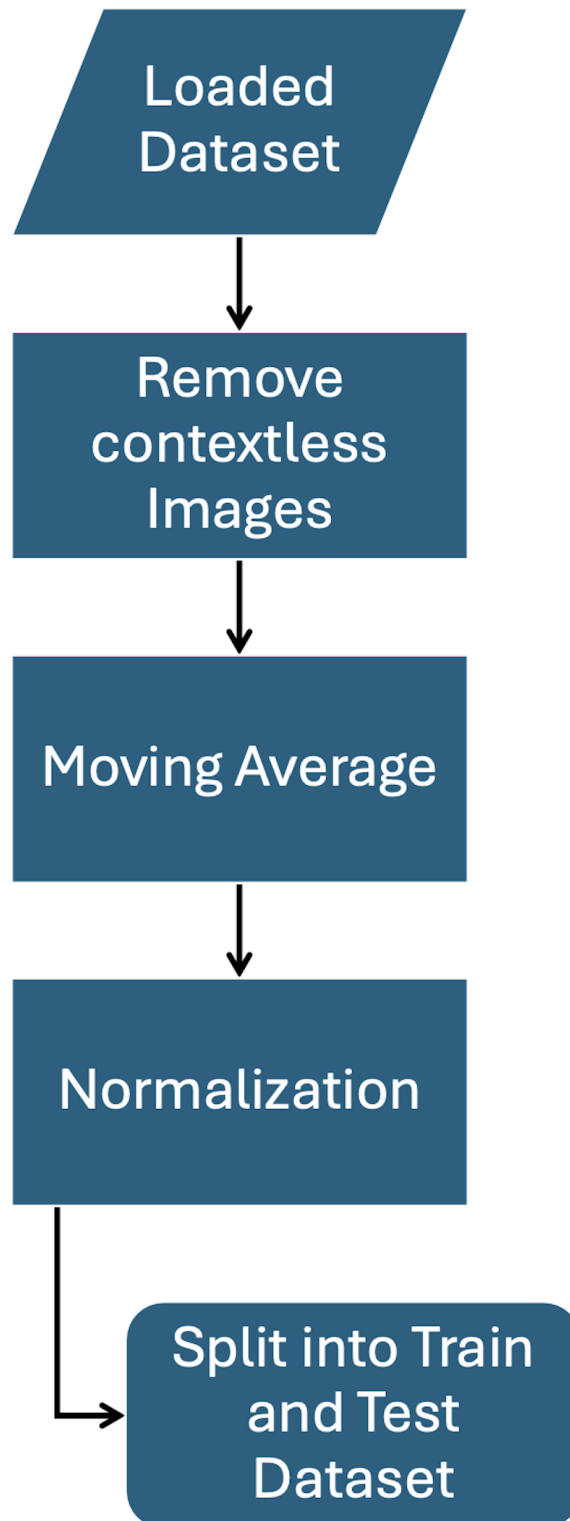 Loaded
Dataset
Remove
contextless
Images
Moving Average
Normalization
Split into Train
and Test
Dataset